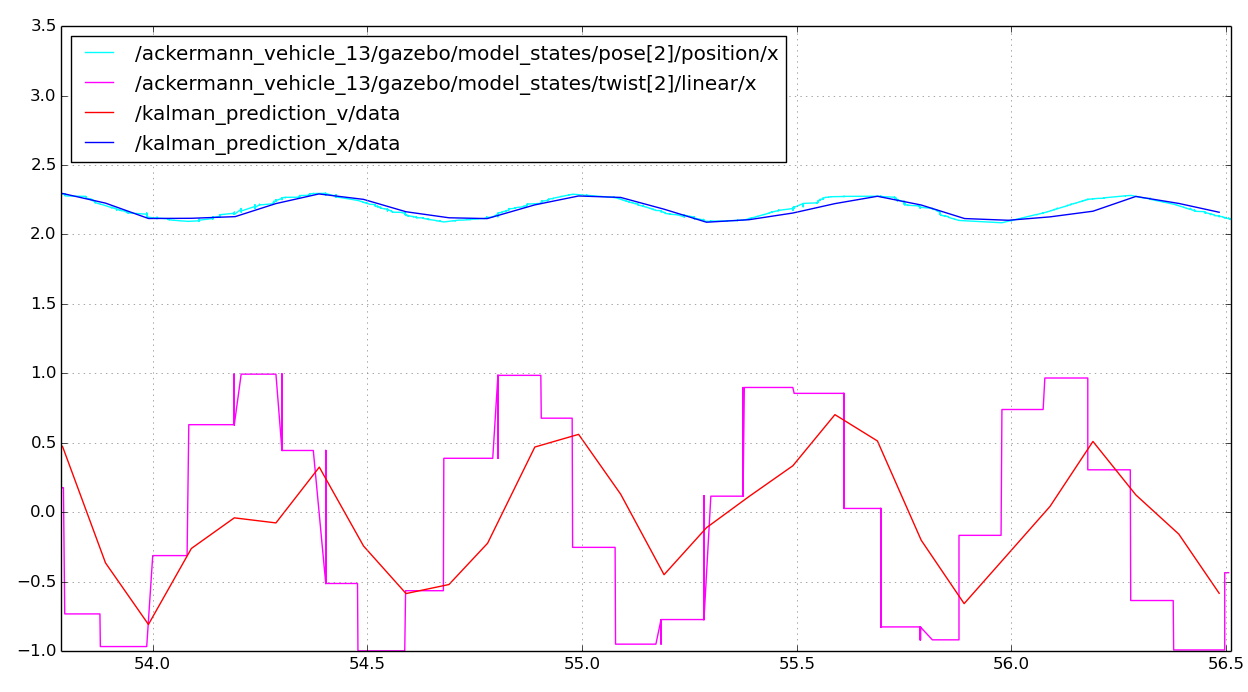 3.5
/ackermann_vehicle_13/gazebo/model_states/pose[2]/position/x
/ackermann_vehicle_13/gazebo/model_states/twist[2]/linear/x
/kalman_prediction_v/data
/kalman_prediction_x/data
3.0
2.5
2.0
1.5
1.0
0.5
0.0
−0.5
−1.0
54.0 54.5 55.0 55.5 56.0 56.5